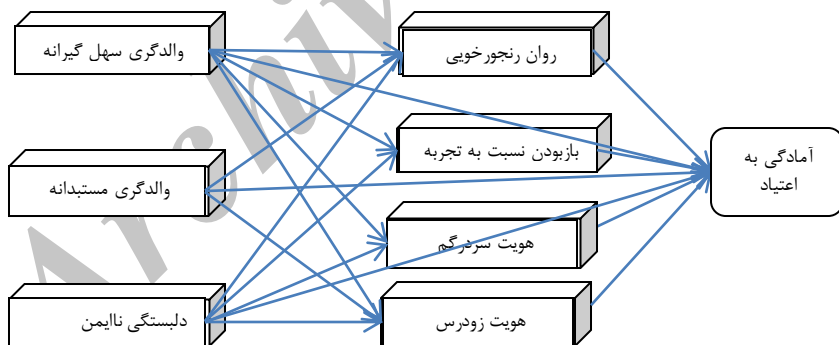 والدگری سهل گیرانه
روان رنجورخویی
بازبودن نسبت به تجربه
آمادگی به
اعتیاد
والدگری مستبدانه
هویت سردرگم
دلبستگی ناایمن
هویت زودرس
Archiv